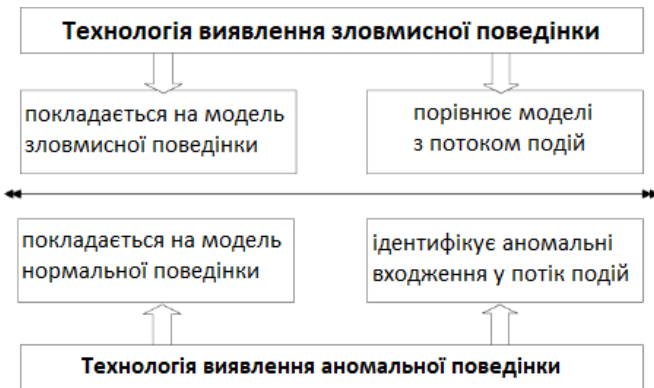 Технологія виявлення зловмисної поведінки
покладається на модель
зловмисної поведінки
порівнює моделі
з потоком подій
покладається на модель
нормальної поведінки
ідентифікує аномальні
входження у потік подій
Технологія виявлення аномальної поведінки